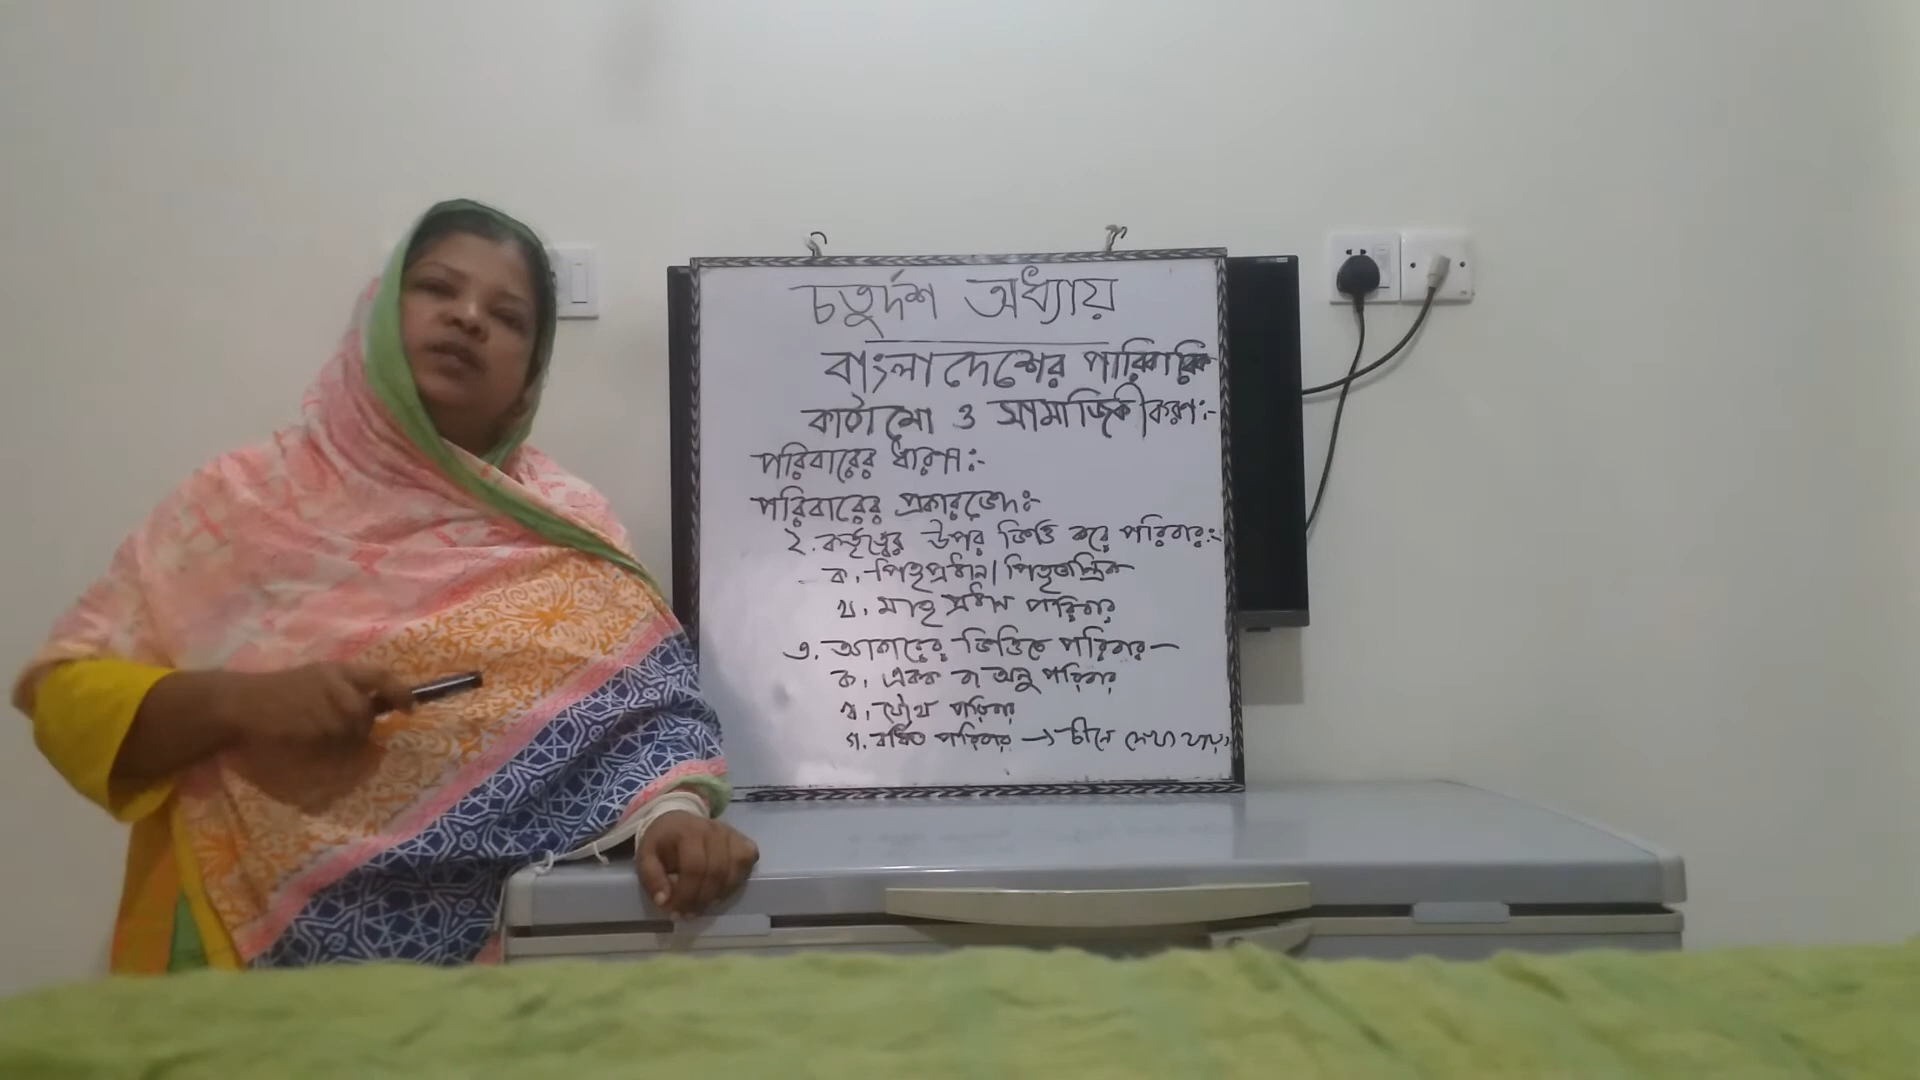 চতুর্দশ অধ্যায়
বাংলাদেশের পারিবারিক
কাঠামো ও সামাজিকীকরণ:-
পরিবারের ধারণা:-
পরিবারের প্রকারভেদ:-
২. কর্তৃত্বের উপর ভিত্তি করে পরিবার:-
ক. পিতৃপ্রধান/পিতৃতান্ত্রিক
খ. মাতৃ প্রধান পরিবার
৩. আকারের ভিত্তিতে পরিবার—
ক. একক বা অনু পরিবার
খ. যৌথ পরিবার
গ. বর্ধিত পরিবার → চীনে দেখা যায়।